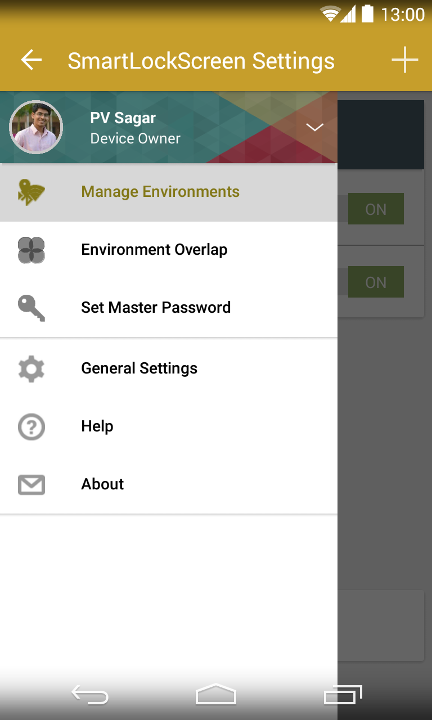 13:00
SmartLockScreen Settings
PV Sagar
Device Owner
Manage Environments
ON
Environment Overlap
ON
Set Master Password
General Settings
Help
About